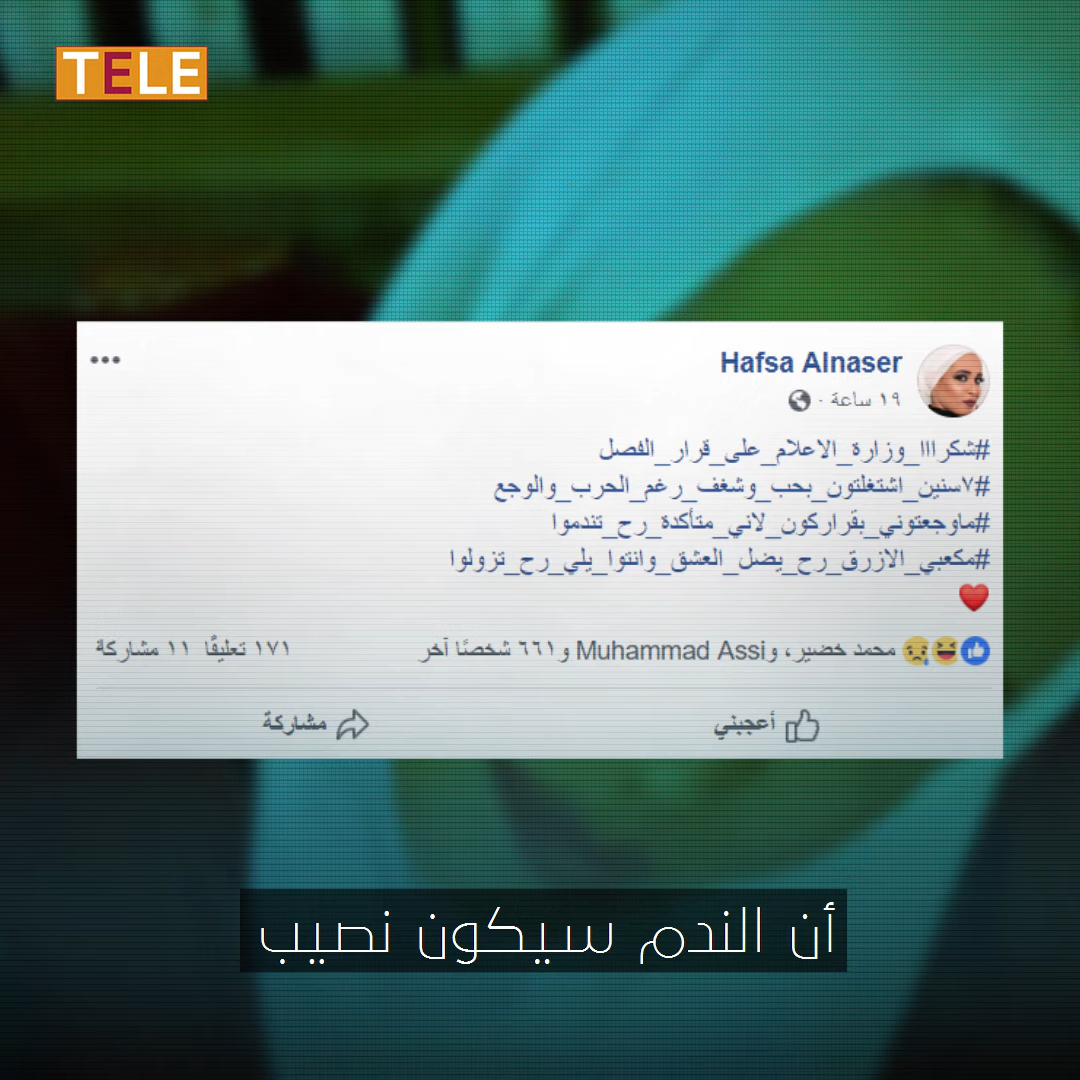 TELE
Hafsa Alnaser
١٩ ساعة ·
#شكرااا_وزارة_الاعلام_على_قرار_الفصل
#٧سنين_اشتغلتون_بحب_وشغف_رغم_الحرب_والوجع
#ماوجعتوني_بقراركون_لاني_متأكدة_رح_تندموا
#مكعبي_الازرق_رح_يضل_العشق_وانتوا_يلي_رح_تزولوا
❤️
محمد خضير، وMuhammad Assi و٦٦١ شخصًا آخر
١٧١ تعليقًا ١١ مشاركة
أعجبني
مشاركة
أن الندم سيكون نصيب